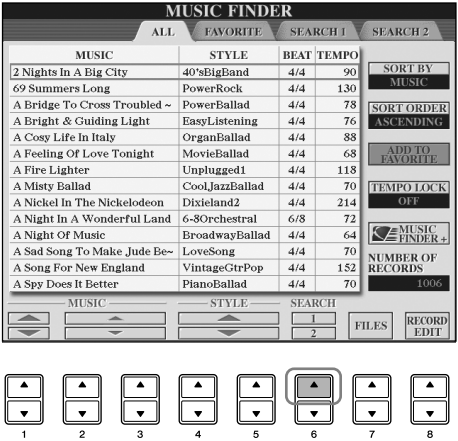 MUSIC FINDER
ALL FAVORITE SEARCH 1 SEARCH 2
MUSIC STYLE BEAT TEMPO
2 Nights In A Big City 40'sBigBand 4/4 90
69 Summers Long PowerRock 4/4 130
A Bridge To Cross Troubled ~ PowerBallad 4/4 78
A Bright & Guiding Light EasyListening 4/4 76
A Cosy Life In Italy OrganBallad 4/4 88
A Feeling Of Love Tonight MovieBallad 4/4 68
A Fire Lighter Unplugged1 4/4 118
A Misty Ballad CoolJazzBallad 4/4 70
A Nickel In The Nickelodeon Dixieland2 4/4 214
A Night In A Wonderful Land 6-8Orchestral 6/8 72
A Night Of Music BroadwayBallad 4/4 64
A Sad Song To Make Jude Be~ LoveSong 4/4 70
A Song For New England VintageGtrPop 4/4 152
A Spy Does It Better PianoBallad 4/4 70
SORT BY
MUSIC
SORT ORDER
ASCENDING
ADD TO
FAVORITE
TEMPO LOCK
OFF
MUSIC
FINDER +
NUMBER OF
RECORDS
1006
MUSIC STYLE SEARCH
1
2
FILES
RECORD
EDIT
1 2 3 4 5 6 7 8